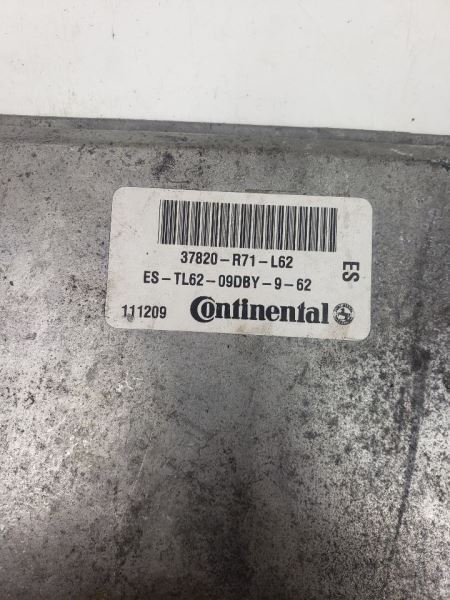 37820-R71-L62
ES-TL62-09DBY-9-62
111209 Continental
ES